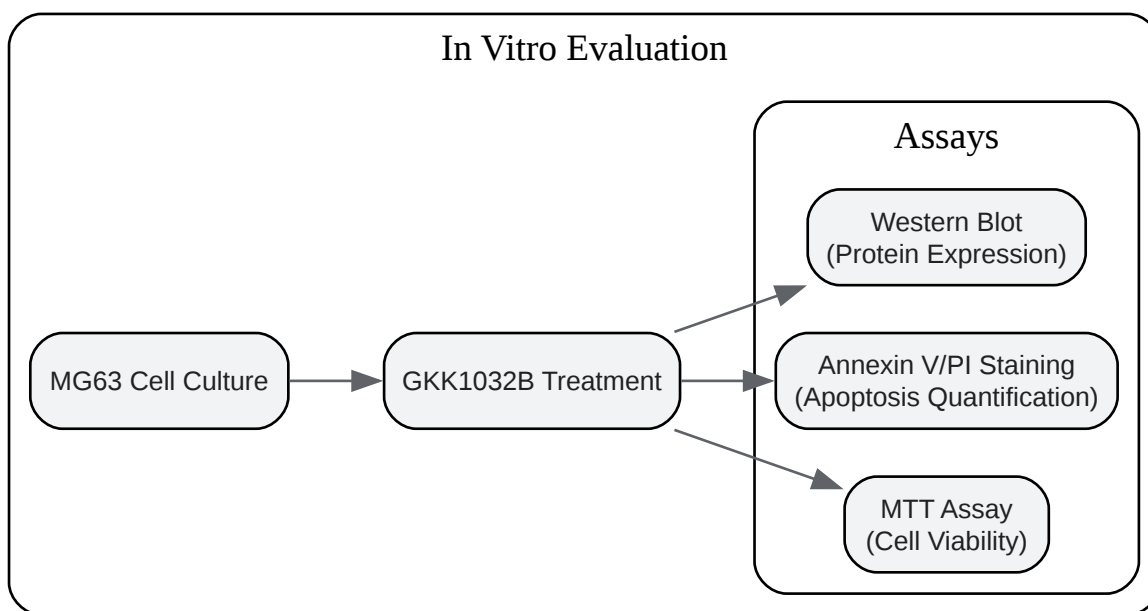 In Vitro Evaluation
Assays
Western Blot
(Protein Expression)
MG63 Cell Culture
GKK1032B Treatment
Annexin V/PI Staining
(Apoptosis Quantification)
MTT Assay
(Cell Viability)